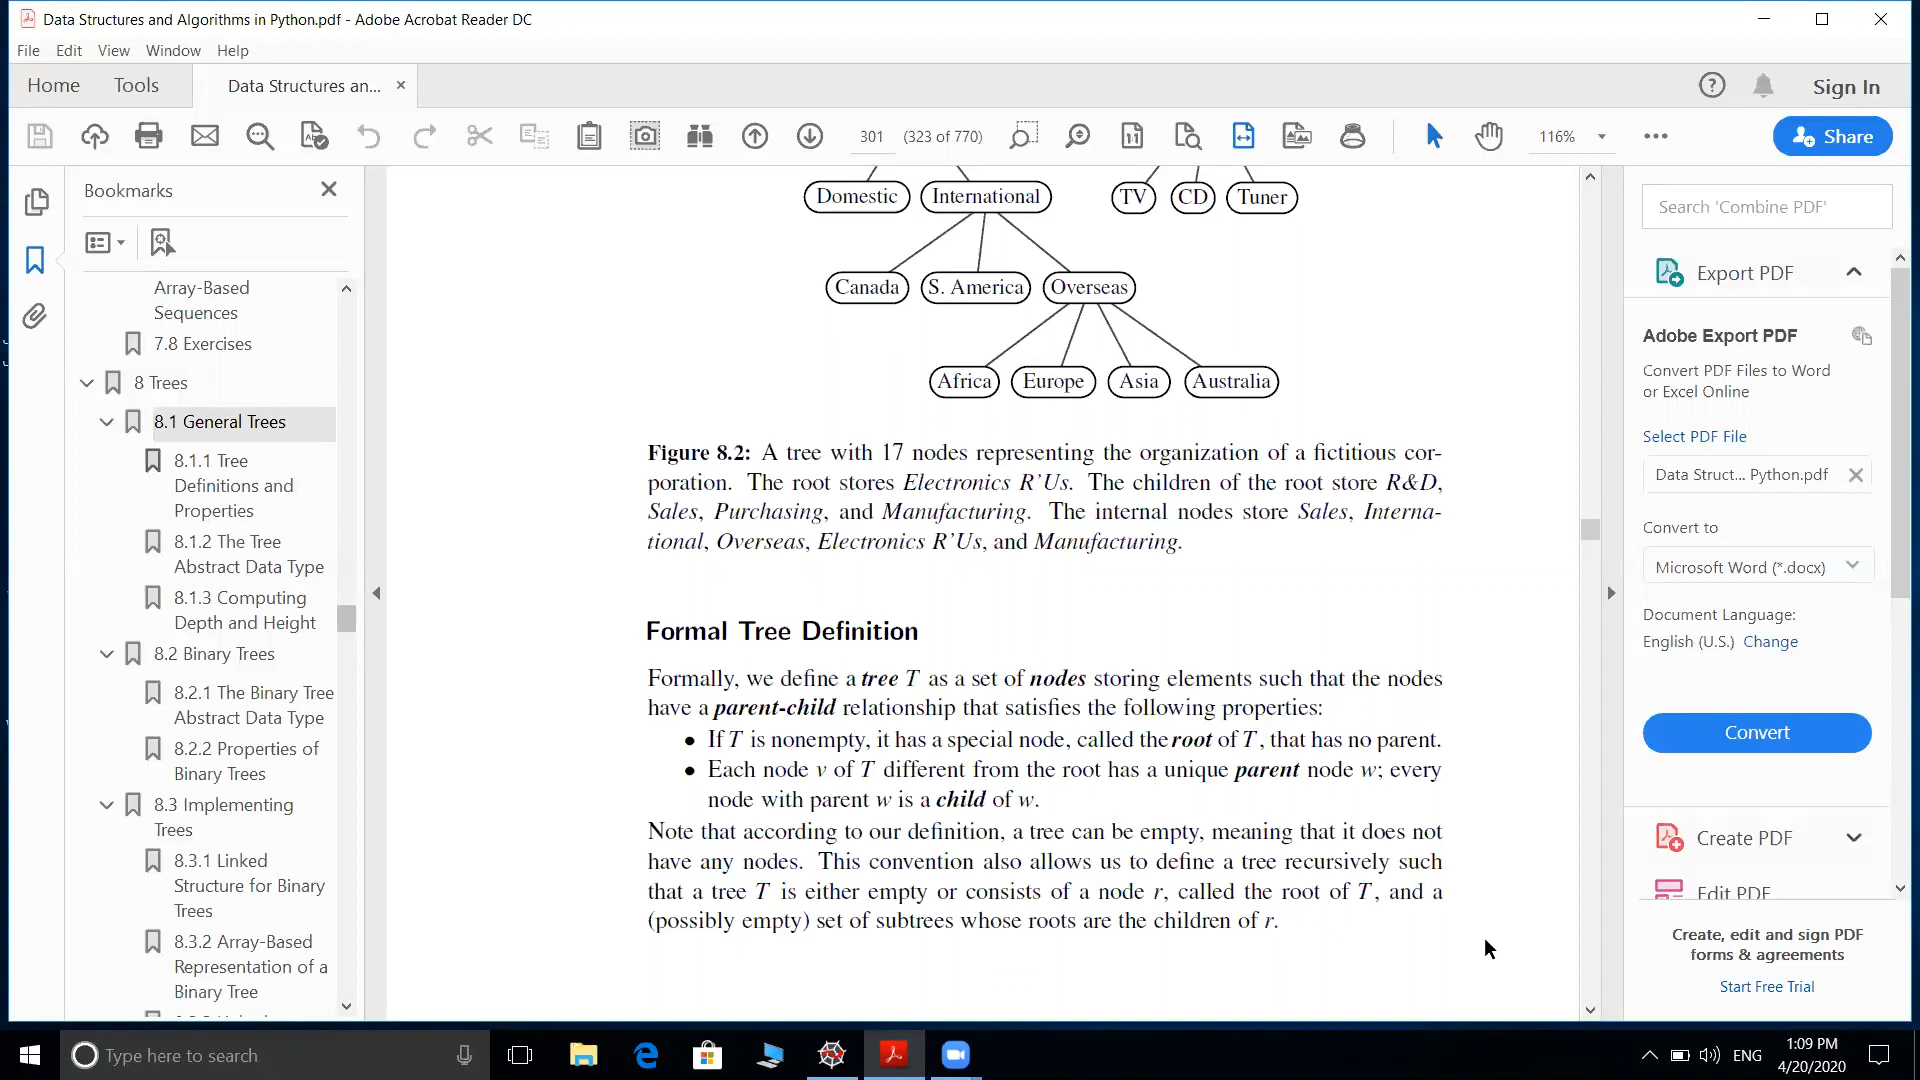 Data Structures and Algorithms in Python.pdf - Adobe Acrobat Reader DC
File Edit View Window Help
Home Tools Data Structures an... × Sign In
301 (323 of 770) 116% Share
Bookmarks
Array-Based
Sequences
7.8 Exercises
8 Trees
8.1 General Trees
8.1.1 Tree
Definitions and
Properties
8.1.2 The Tree
Abstract Data Type
8.1.3 Computing
Depth and Height
8.2 Binary Trees
8.2.1 The Binary Tree
Abstract Data Type
8.2.2 Properties of
Binary Trees
8.3 Implementing
Trees
8.3.1 Linked
Structure for Binary
Trees
8.3.2 Array-Based
Representation of a
Binary Tree
Domestic International TV CD Tuner
Canada S. America Overseas
Africa Europe Asia Australia
Figure 8.2: A tree with 17 nodes representing the organization of a fictitious cor-
poration. The root stores Electronics R'Us. The children of the root store R&D,
Sales, Purchasing, and Manufacturing. The internal nodes store Sales, Interna-
tional, Overseas, Electronics R'Us, and Manufacturing.
Formal Tree Definition
Formally, we define a tree T as a set of nodes storing elements such that the nodes
have a parent-child relationship that satisfies the following properties:
• If T is nonempty, it has a special node, called the root of T, that has no parent.
• Each node v of T different from the root has a unique parent node w; every
node with parent w is a child of w.
Note that according to our definition, a tree can be empty, meaning that it does not
have any nodes. This convention also allows us to define a tree recursively such
that a tree T is either empty or consists of a node r, called the root of T, and a
(possibly empty) set of subtrees whose roots are the children of r.
Search 'Combine PDF'
Export PDF
Adobe Export PDF
Convert PDF Files to Word
or Excel Online
Select PDF File
Data Struct... Python.pdf
Convert to
Microsoft Word (*.docx)
Document Language:
English (U.S.) Change
Convert
Create PDF
Edit PDF
Create, edit and sign PDF
forms & agreements
Start Free Trial
Type here to search
ENG
1:09 PM
4/20/2020